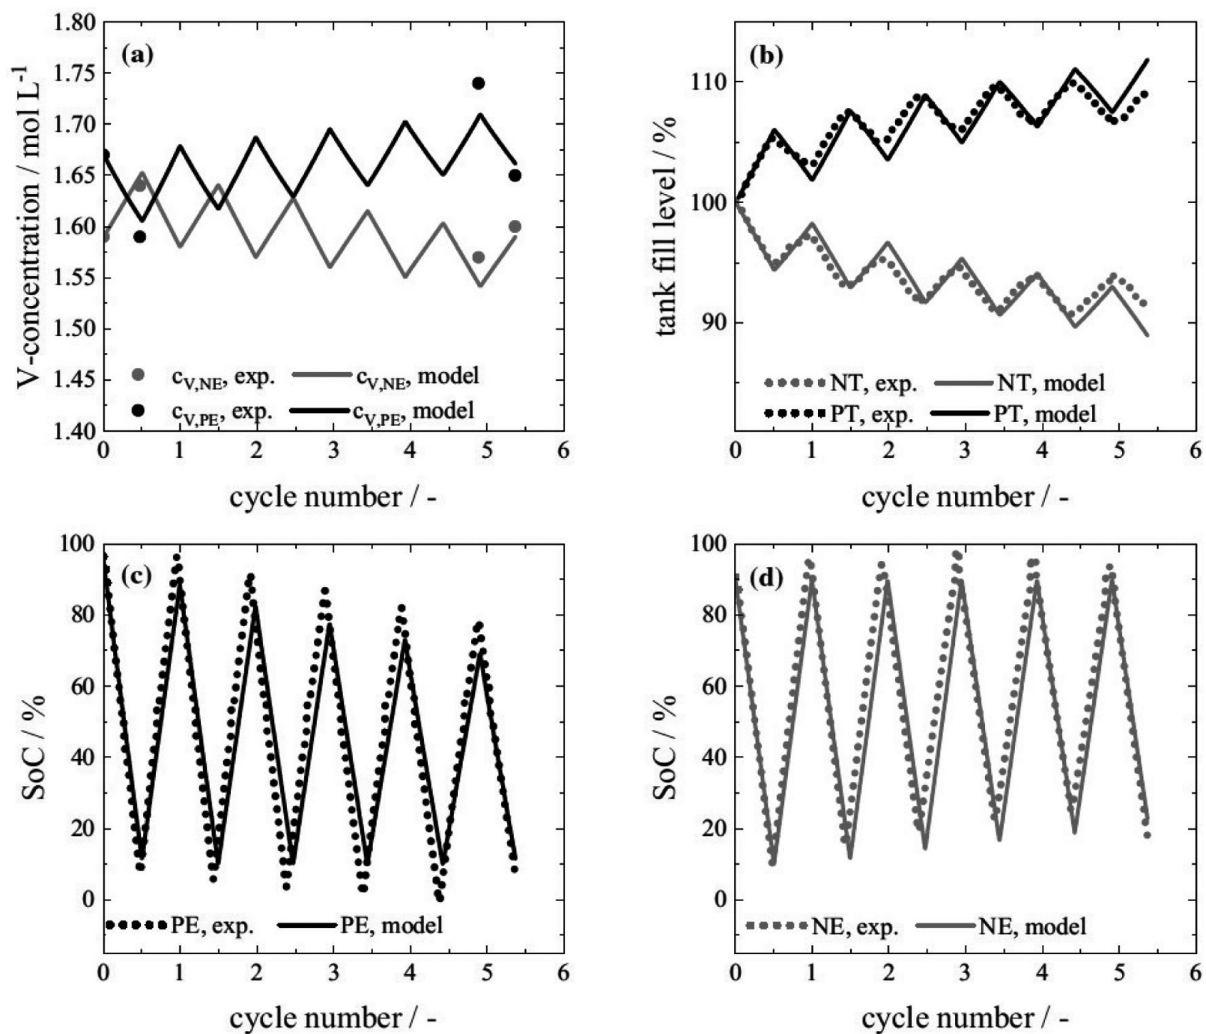 (a)
V-concentration / mol L⁻¹
1.80
1.75
1.70
1.65
1.60
1.55
1.50
1.45
1.40
c_V,NE, exp. c_V,NE, model
c_V,PE, exp. c_V,PE, model
0 1 2 3 4 5 6
cycle number / -
(b)
tank fill level / %
110
100
90
NT, exp. NT, model
PT, exp. PT, model
0 1 2 3 4 5 6
cycle number / -
(c)
SoC / %
100
80
60
40
20
0
PE, exp. PE, model
0 1 2 3 4 5 6
cycle number / -
(d)
SoC / %
100
80
60
40
20
0
NE, exp. NE, model
0 1 2 3 4 5 6
cycle number / -